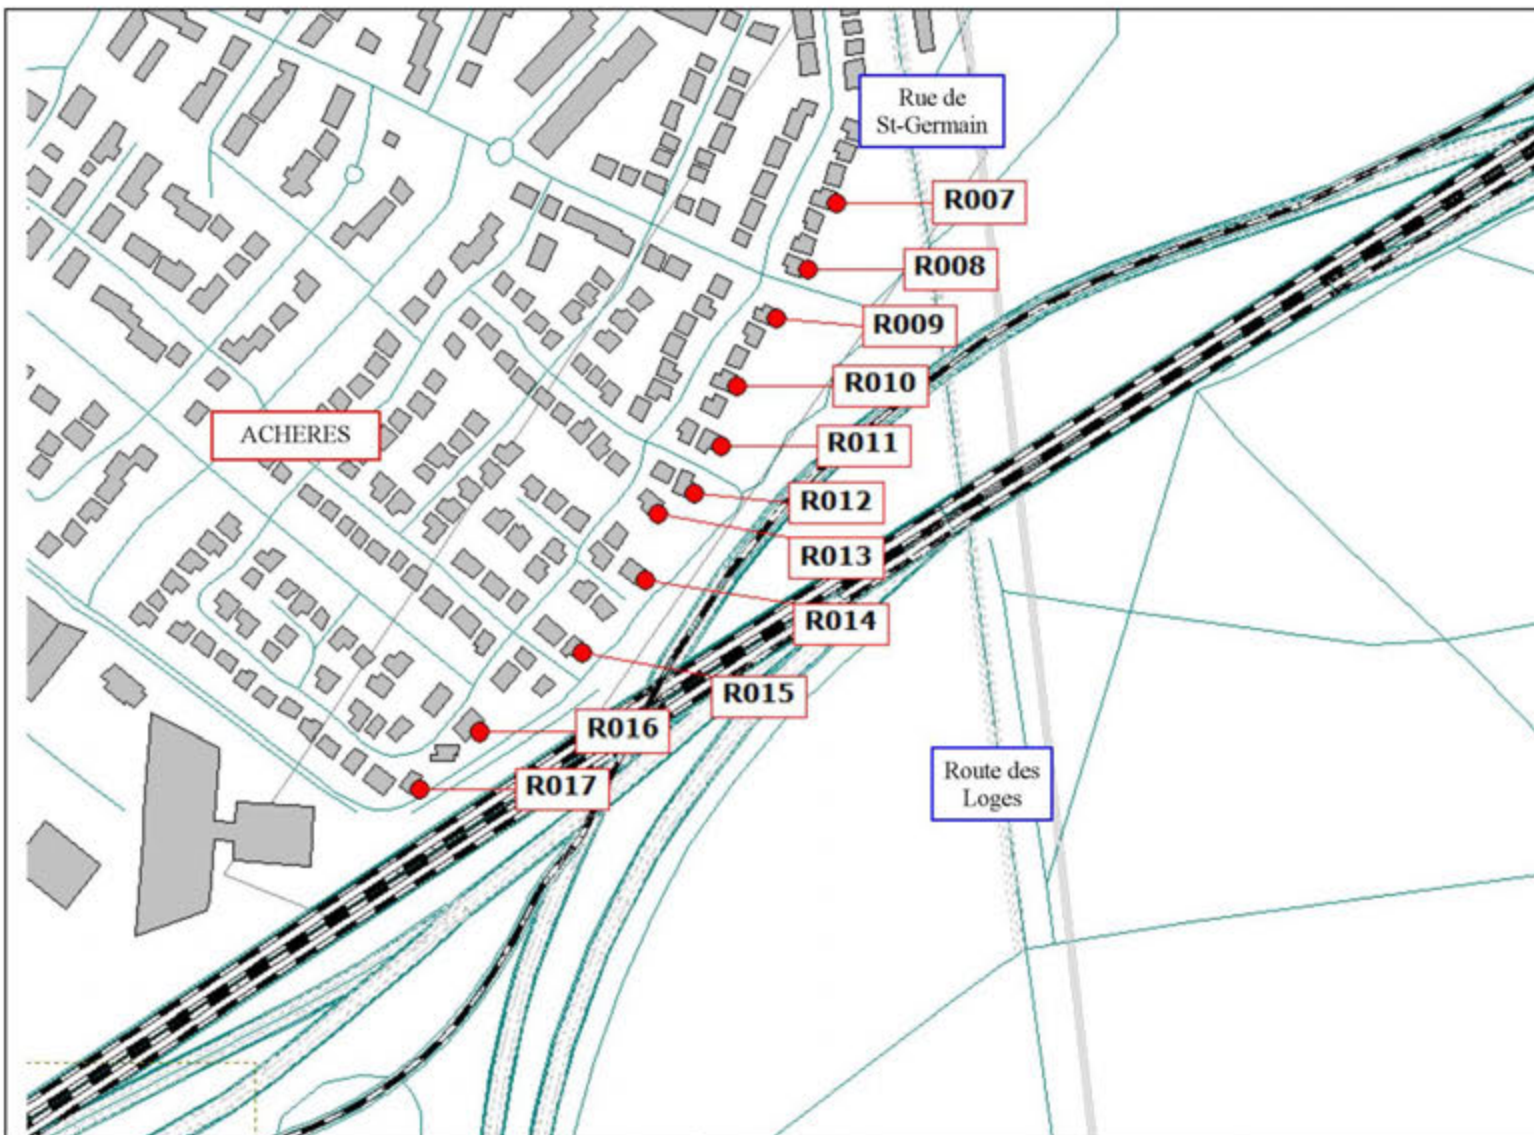 Rue de
St-Germain
R007
R008
R009
R010
ACHERES
R011
R012
R013
R014
R015
R016
R017
Route des
Loges